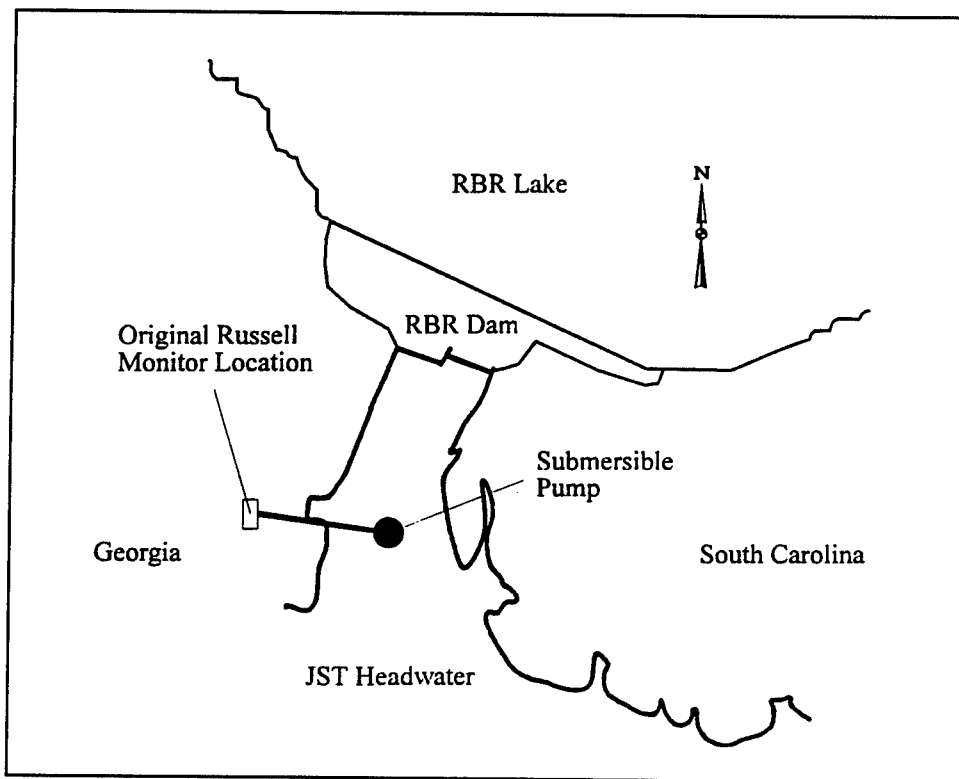 RBR Lake
N
RBR Dam
Original Russell
Monitor Location
Submersible
Pump
Georgia
South Carolina
JST Headwater